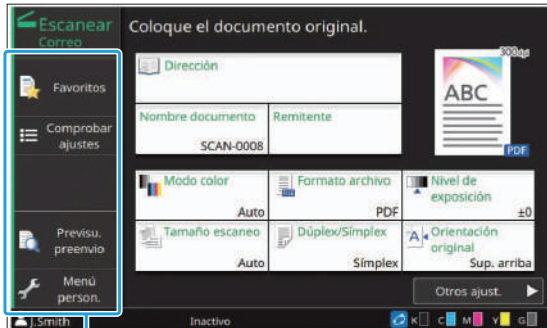 Escanear
Correo
Coloque el documento original.
Favoritos
Comprobar
ajustes
Previsu.
preenvio
Menú
person.
Dirección
Nombre documento
SCAN-0008
Remitente
300dpi
ABC
PDF
Modo color
Auto
Formato archivo
PDF
Nivel de
exposición
±0
Tamaño escaneo
Auto
Dúplex/Símplex
Símplex
Orientación
original
Sup. arriba
Otros ajust.
J.Smith
Inactivo
K C M Y G